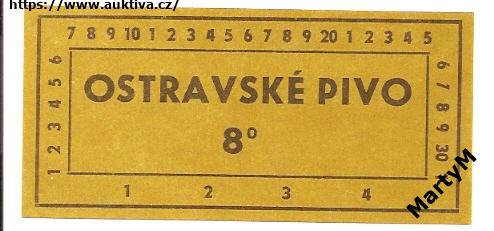 https://www.auktiva.cz/
7 8 9 10 1 2 3 4 5 6 7 8 9 20 1 2 3 4 5
1 2 3 4 5 6
OSTRAVSKÉ PIVO
8°
6 7 8 9 30
1 2 3 4
MartyM